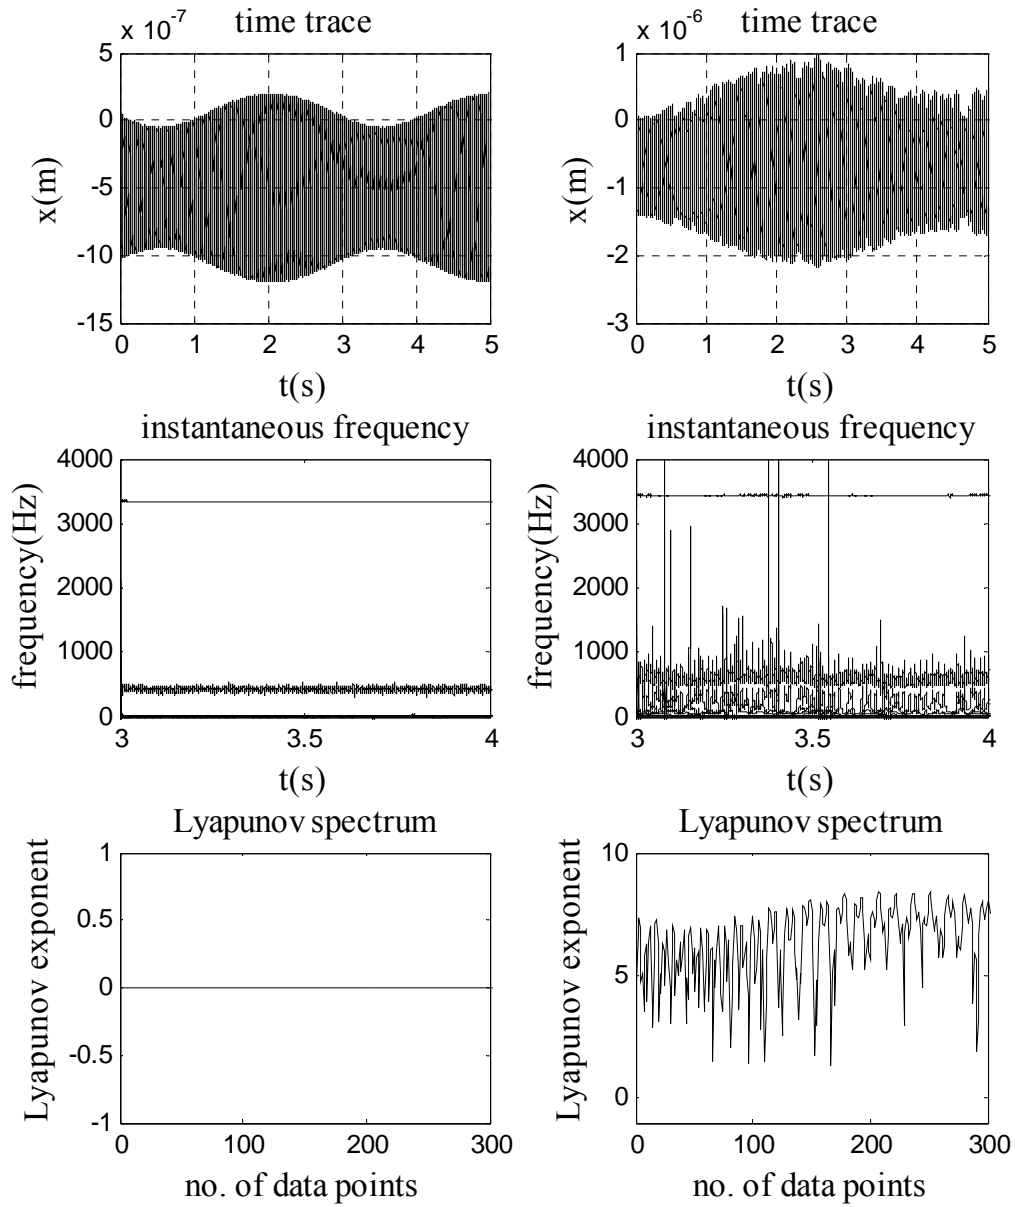 x 10⁻⁷ time trace
5
0
-5
-10
-15
x(m)
0 1 2 3 4 5
t(s)
x 10⁻⁶ time trace
1
0
-1
-2
-3
x(m)
0 1 2 3 4 5
t(s)
instantaneous frequency
4000
3000
2000
1000
0
frequency(Hz)
3 3.5 4
t(s)
instantaneous frequency
4000
3000
2000
1000
0
frequency(Hz)
3 3.5 4
t(s)
Lyapunov spectrum
1
0.5
0
-0.5
-1
Lyapunov exponent
0 100 200 300
no. of data points
Lyapunov spectrum
10
5
0
Lyapunov exponent
0 100 200 300
no. of data points